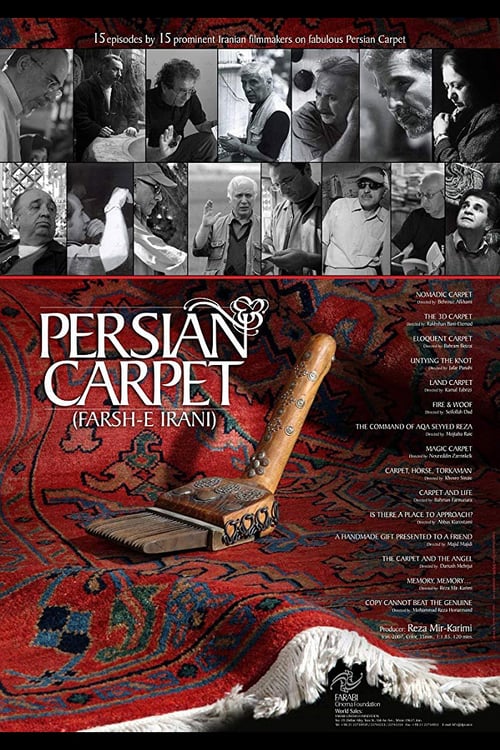 15 episodes by 15 prominent Iranian filmmakers on fabulous Persian Carpet
PERSIAN
CARPET
(FARSH-E IRANI)
NOMADIC CARPET
Directed by: Behrouz Afkhami
THE 3D CARPET
Directed by: Rakhshan Bani-Etemad
ELOQUENT CARPET
Directed by: Bahram Beizai
UNTYING THE KNOT
Directed by: Jafar Panahi
LAND CARPET
Directed by: Kamal Tabrizi
FIRE & WOOF
Directed by: Seifollah Dad
THE COMMAND OF AQA SEYYED REZA
Directed by: Mojtaba Raie
MAGIC CARPET
Directed by: Noureddin Zarrinkelk
CARPET, HORSE, TORKAMAN
Directed by: Khosro Sinaie
CARPET AND LIFE
Directed by: Bahman Farmanara
IS THERE A PLACE TO APPROACH?
Directed by: Abbas Kiarostami
A HANDMADE GIFT PRESENTED TO A FRIEND
Directed by: Majid Majidi
THE CARPET AND THE ANGEL
Directed by: Dariush Mehrjui
MEMORY, MEMORY...
Directed by: Reza Mir-Karimi
COPY CANNOT BEAT THE GENUINE
Directed by: Mohammad Reza Honarmand
Producer: Reza Mir-Karimi
Iran, 2007, Color, 35mm, 1:1.85, 120 mins.
FARABI
Cinema Foundation
World Sales: